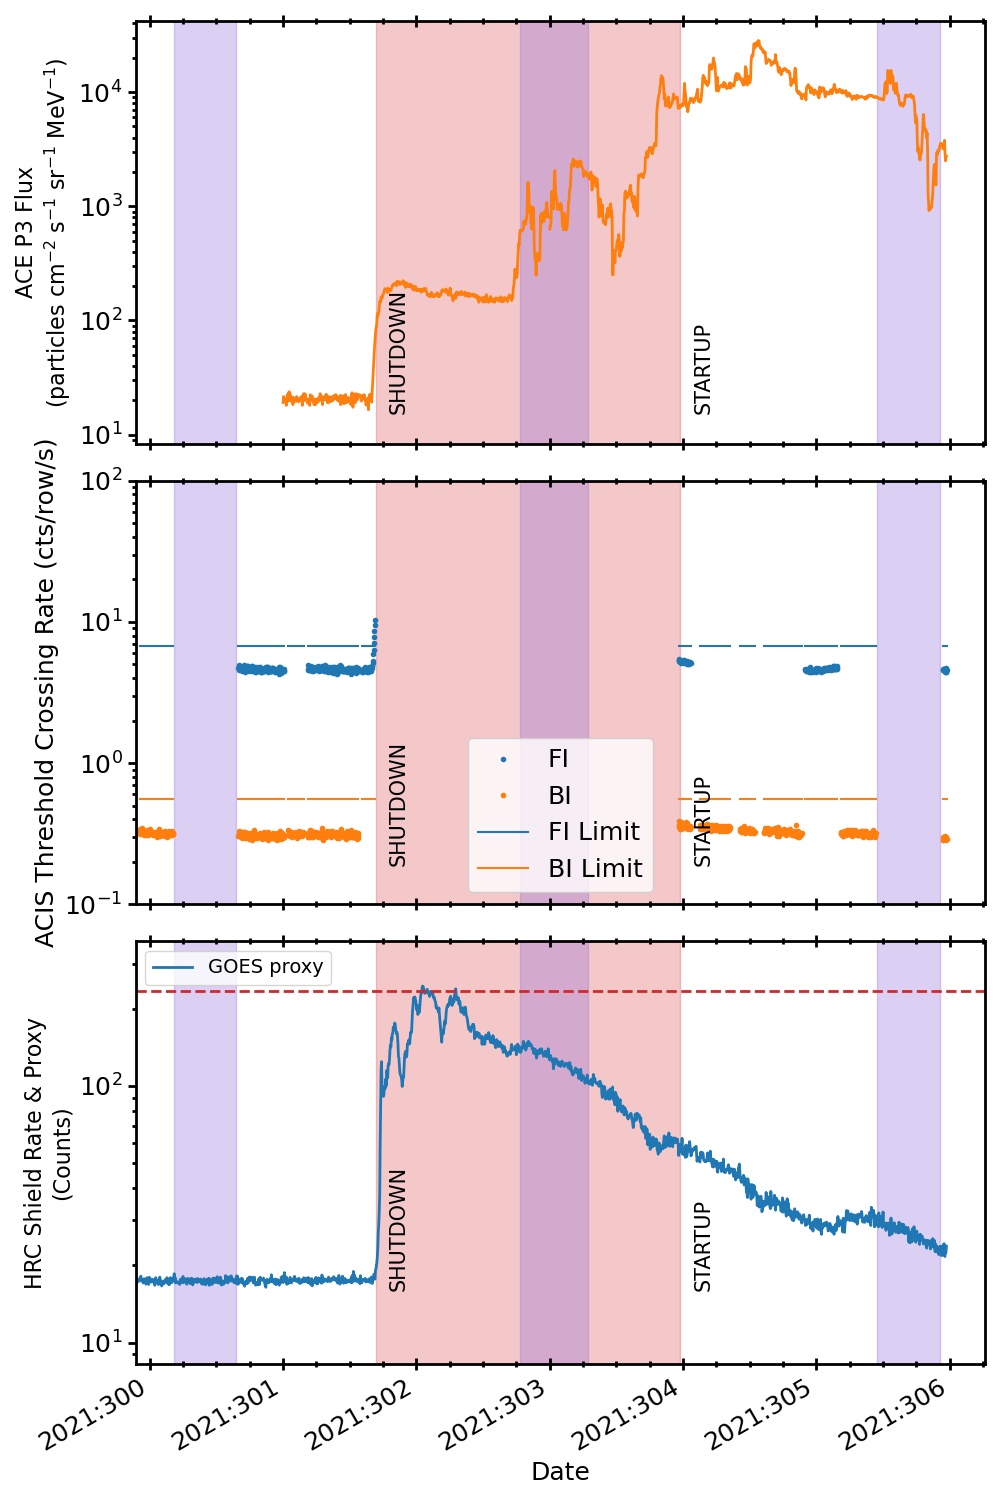 ACE P3 Flux
(particles cm⁻² s⁻¹ sr⁻¹ MeV⁻¹)
10⁴
10³
10²
10¹
SHUTDOWN
STARTUP
ACIS Threshold Crossing Rate (cts/row/s)
10²
10¹
10⁰
10⁻¹
SHUTDOWN
STARTUP
FI
BI
FI Limit
BI Limit
HRC Shield Rate & Proxy
(Counts)
10²
10¹
GOES proxy
SHUTDOWN
STARTUP
2021:300
2021:301
2021:302
2021:303
2021:304
2021:305
2021:306
Date